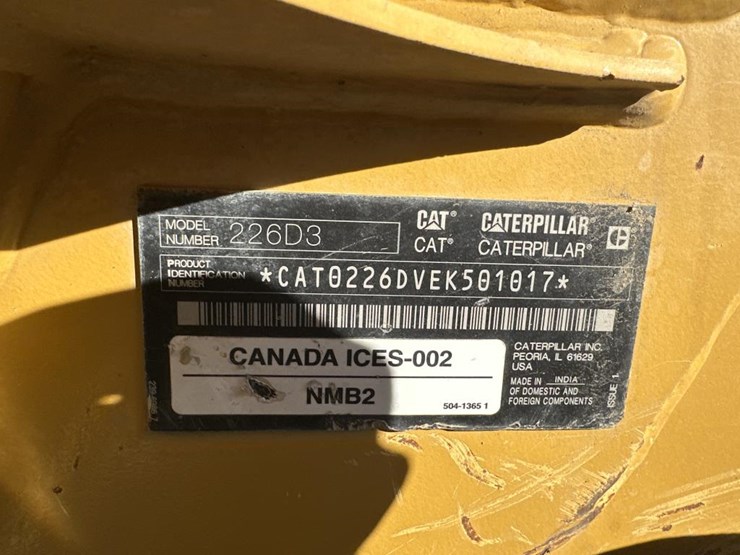 MODEL NUMBER 226D3
CAT® CATERPILLAR®
CAT® CATERPILLAR®
PRODUCT IDENTIFICATION NUMBER *CAT0226DVEK501017*
CANADA ICES-002
NMB2
504-1365 1
CATERPILLAR INC.
PEORIA, IL 61629
USA
MADE IN INDIA
OF DOMESTIC AND
FOREIGN COMPONENTS
ISSUE 1